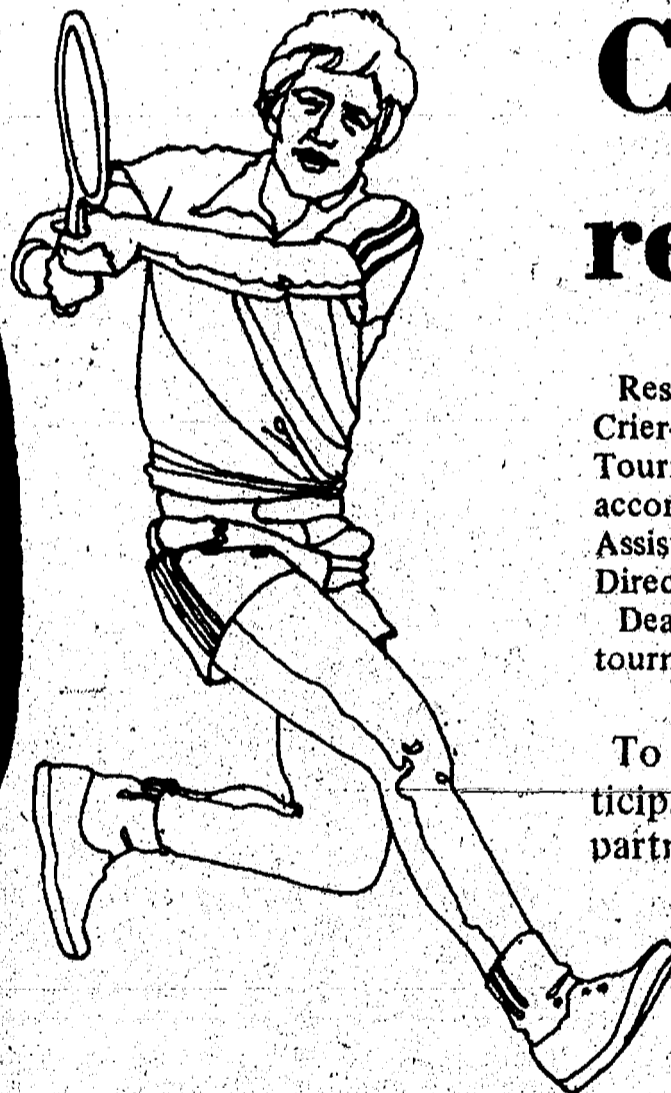 C
re
Res
Crier-
Tour
accor
Assis
Direc
Dea
tourn
To
ticip
partn